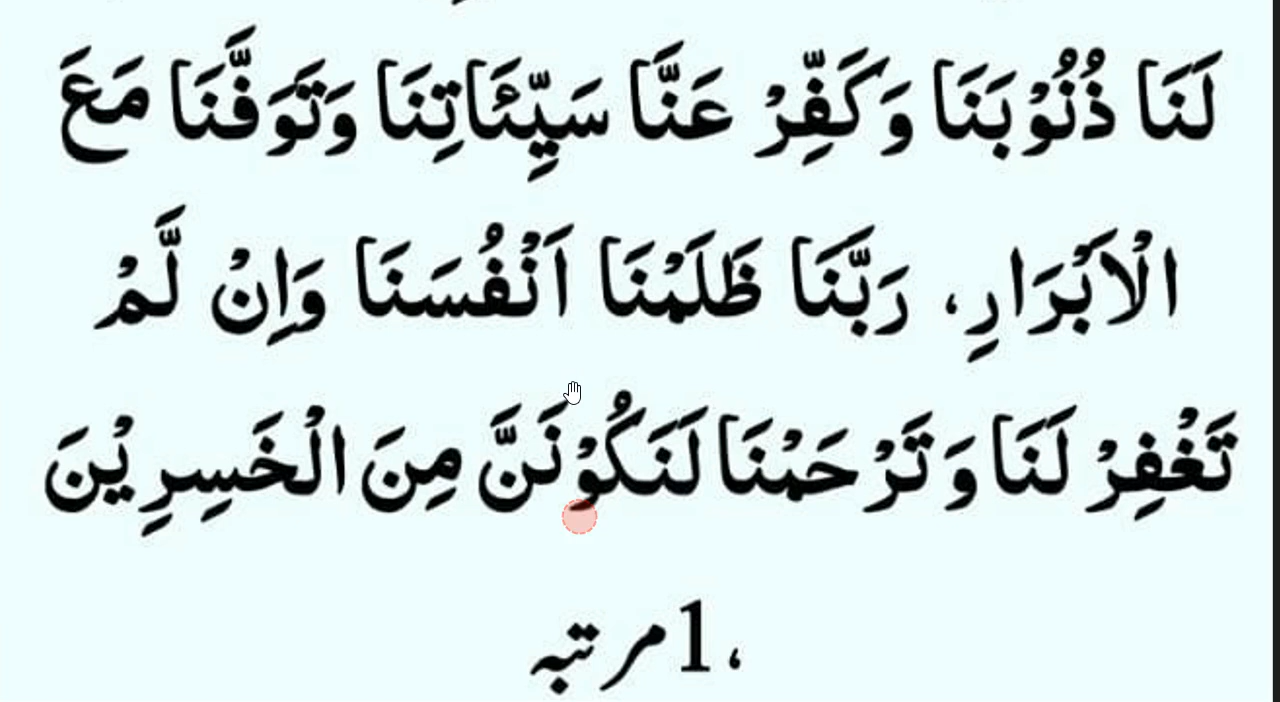 لَنَا ذُنُوْبَنَا وَكَفِّرْ عَنَّا سَيِّئَاتِنَا وَتَوَفَّنَا مَعَ
الْاَبْرَارِ، رَبَّنَا ظَلَمْنَا اَنْفُسَنَا وَاِنْ لَّمْ
تَغْفِرْ لَنَا وَ تَرْحَمْنَا لَنَكُوْنَنَّ مِنَ الْخَسِرِيْنَ
،1مرتبہ